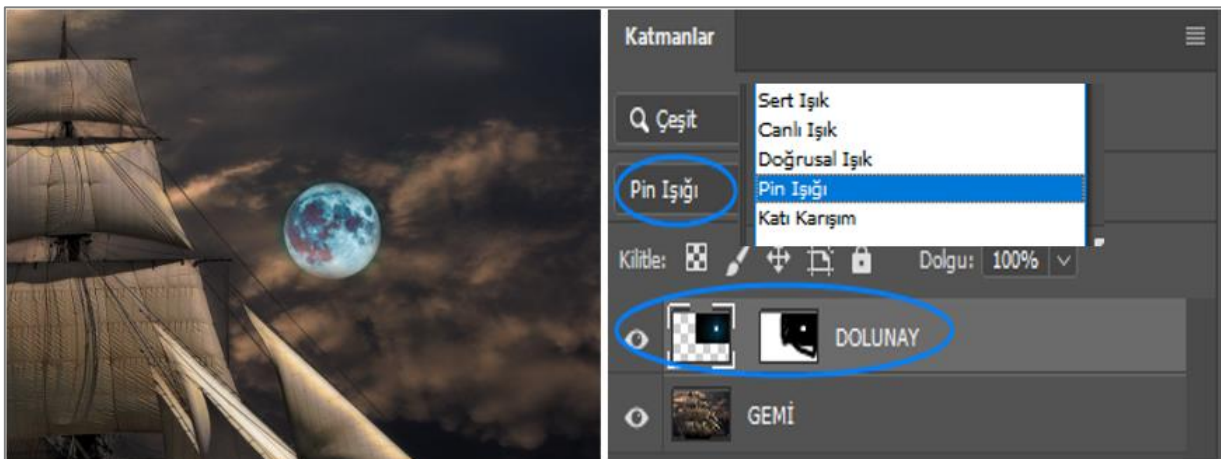 Katmanlar
Çeşit
Sert Işık
Canlı Işık
Doğrusal Işık
Pin Işığı
Pin Işığı
Katı Karışım
Kilitle:
Dolgu: 100%
DOLUNAY
GEMİ